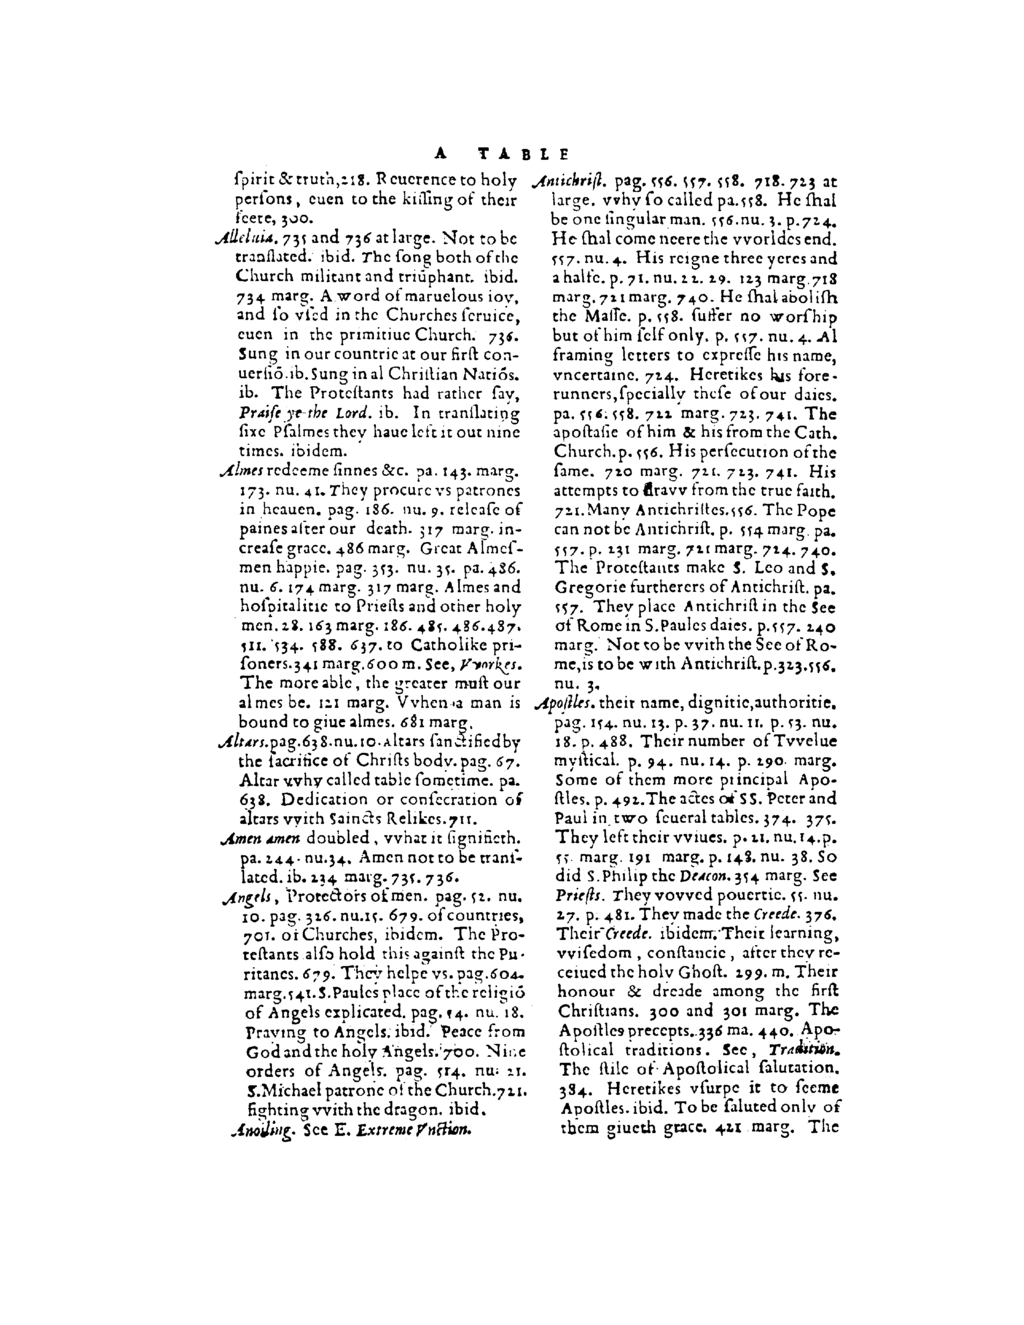 A TABLE
ſpirit & truth, 218. Reuerence to holy
perſons, euen to the kiſſing of their
feete, 300.
Alleluia. 735 and 736 at large. Not to be
tranſlated. ibid. The ſong both of the
Church militant and triũphant. ibid.
734 marg. A word of maruelous ioy,
and ſo vſed in the Churches ſeruice,
euen in the primitiue Church. 736.
Sung in our countrie at our firſt con-
uerſiõ. ib. Sung in al Chriſtian Natiõs.
ib. The Proteſtants had rather ſay,
Praiſe ye the Lord. ib. In tranſlating
ſixe Pſalmes they haue left it out nine
times. ibidem.
Almes redeeme ſinnes &c. pa. 143. marg.
173. nu. 41. They procure vs patrones
in heauen. pag. 186. nu. 9. releaſe of
paines after our death. 317 marg. in-
creaſe grace. 486 marg. Great Almeſ-
men happie. pag. 353. nu. 35. pa. 486.
nu. 6. 174 marg. 317 marg. Almes and
hoſpitalitie to Prieſts and other holy
men. 28. 163 marg. 186. 485. 486. 487.
511. 534. 588. 637. to Catholike pri-
ſoners. 341 marg. 600 m. See, Vvorkes.
The more able, the greater muſt our
almes be. 121 marg. Vvhen a man is
bound to giue almes. 681 marg.
Altars. pag. 638. nu. 10. Altars ſanctified by
the ſacrifice of Chriſts body. pag. 67.
Altar vvhy called table ſometime. pa.
638. Dedication or conſecration of
altars vvith Saincts Relikes. 711.
Amen amen doubled, vvhat it ſignifieth.
pa. 244. nu. 34. Amen not to be tranſ-
lated. ib. 234 marg. 735. 736.
Angels, Protectors of men. pag. 52. nu.
10. pag. 326. nu. 15. 679. of countries,
701. of Churches, ibidem. The Pro-
teſtants alſo hold this againſt the Pu-
ritanes. 679. They helpe vs. pag. 604.
marg. 541. S. Paules place of the religiõ
of Angels explicated. pag. 54. nu. 18.
Praying to Angels. ibid. Peace from
God and the holy Angels. 700. Nine
orders of Angels. pag. 514. nu. 21.
S. Michael patrone of the Church. 721.
fighting vvith the dragon. ibid.
Anoiling. See E. Extreme Vnction.
Antichriſt. pag. 556. 557. 558. 718. 723 at
large. vvhy ſo called pa. 558. He ſhal
be one ſingular man. 556. nu. 3. p. 724.
He ſhal come neere the vvorldes end.
557. nu. 4. His reigne three yeres and
a halfe. p. 71. nu. 22. 29. 123 marg. 718
marg. 721 marg. 740. He ſhal aboliſh
the Maſſe. p. 558. ſuffer no worſhip
but of him ſelf only. p. 557. nu. 4. Al
framing letters to expreſſe his name,
vncertaine. 724. Heretikes his fore-
runners, ſpecially theſe of our daies.
pa. 556. 558. 722 marg. 723. 741. The
apoſtaſie of him & his from the Cath.
Church. p. 556. His perſecution of the
ſame. 720 marg. 721. 723. 741. His
attempts to dravv from the true faith.
721. Many Antichriſtes. 556. The Pope
can not be Antichriſt. p. 554 marg. pa.
557. p. 231 marg. 721 marg. 724. 740.
The Proteſtants make S. Leo and S.
Gregorie furtherers of Antichriſt. pa.
557. They place Antichriſt in the See
of Rome in S. Paules daies. p. 557. 240
marg. Not to be vvith the See of Ro-
me, is to be with Antichriſt. p. 323. 556.
nu. 3.
Apoſtles. their name, dignitie, authoritie.
pag. 154. nu. 13. p. 37. nu. 11. p. 53. nu.
18. p. 488. Their number of Tvvelue
myſtical. p. 94. nu. 14. p. 290. marg.
Some of them more principal Apo-
ſtles. p. 492. The actes of SS. Peter and
Paul in two ſeueral tables. 374. 375.
They left their vviues. p. 21. nu. 14. p.
55. marg. 191 marg. p. 148. nu. 38. So
did S. Philip the Deacon. 354 marg. See
Prieſts. They vovved pouertie. 55. nu.
27. p. 481. They made the Creede. 376.
Their Creede. ibidem. Their learning,
vviſedom, conſtancie, after they re-
ceiued the holy Ghoſt. 299. m. Their
honour & dreade among the firſt
Chriſtians. 300 and 301 marg. The
Apoſtles precepts. 336 ma. 440. Apo-
ſtolical traditions. See, Tradition.
The ſtile of Apoſtolical ſalutation.
384. Heretikes vſurpe it to ſeeme
Apoſtles. ibid. To be ſaluted only of
them giueth grace. 421 marg. The